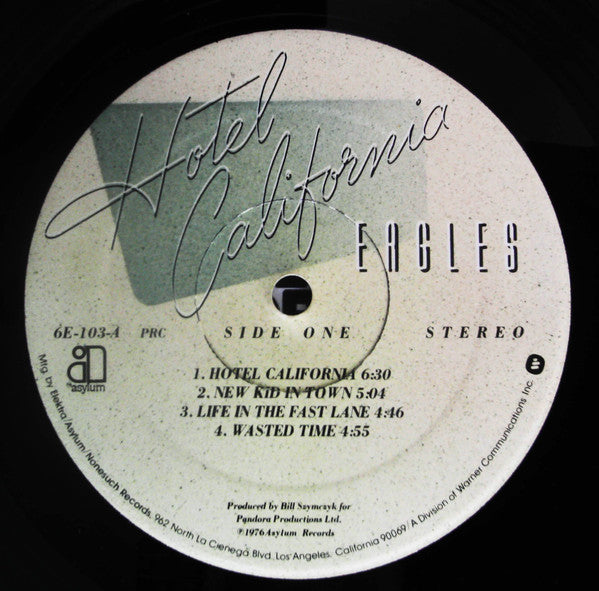 Hotel
California
EAGLES
6E-103-A PRC SIDE ONE STEREO
asylum
1. HOTEL CALIFORNIA 6:30
2. NEW KiD IN TOWN 5:04
3. LIFE IN THE FAST LANE 4:46
4. WASTED TIME 4:55
Produced by Bill Szymczyk for
Pandora Productions Ltd.
℗1976 Asylum Records
Mfg. by Elektra/Asylum Nonesuch Records, 962 North La Cienega Blvd. Los Angeles, California 90069/A Division of Warner Communications Inc.